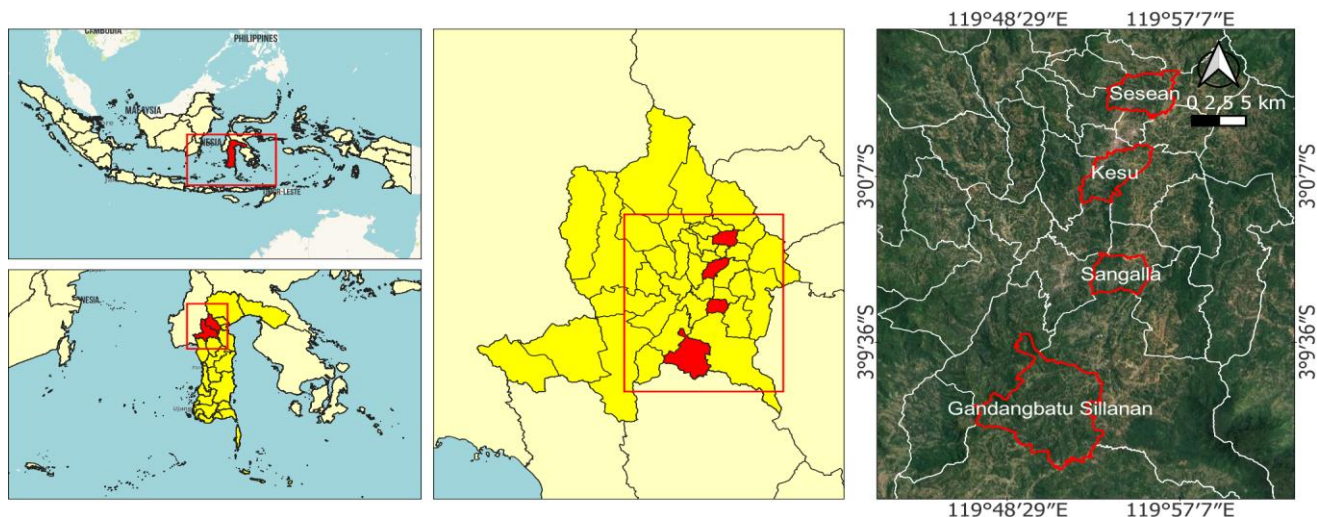 CAMBODIA
PHILIPPINES
MALAYSIA
NESIA
119°48′29″E
119°57′7″E
Sesean
0 2,5 5 km
Kesu
3°0′7″S
3°0′7″S
Sangalla
3°9′36″S
3°9′36″S
Gandangbatu Sillanan
119°48′29″E
119°57′7″E